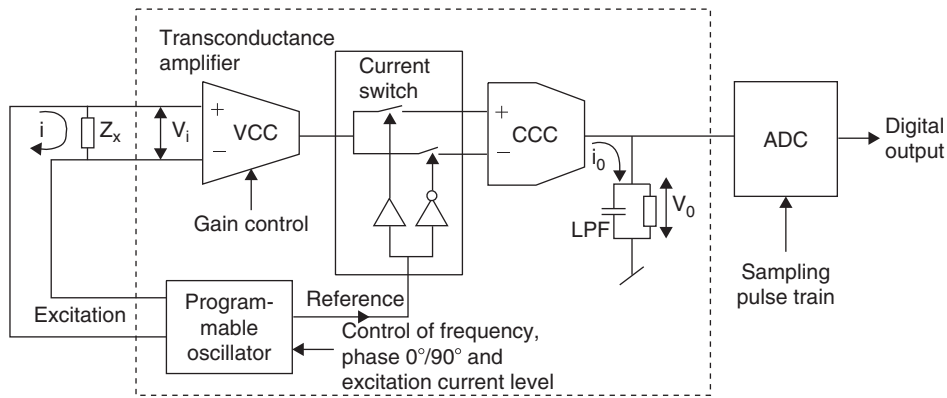 Transconductance
amplifier
Current
switch
+
−
VCC
i
Zx
Vi
Gain control
+
−
CCC
i0
LPF
V0
ADC
Digital
output
Sampling
pulse train
Excitation
Program-
mable
oscillator
Reference
Control of frequency,
phase 0°/90° and
excitation current level